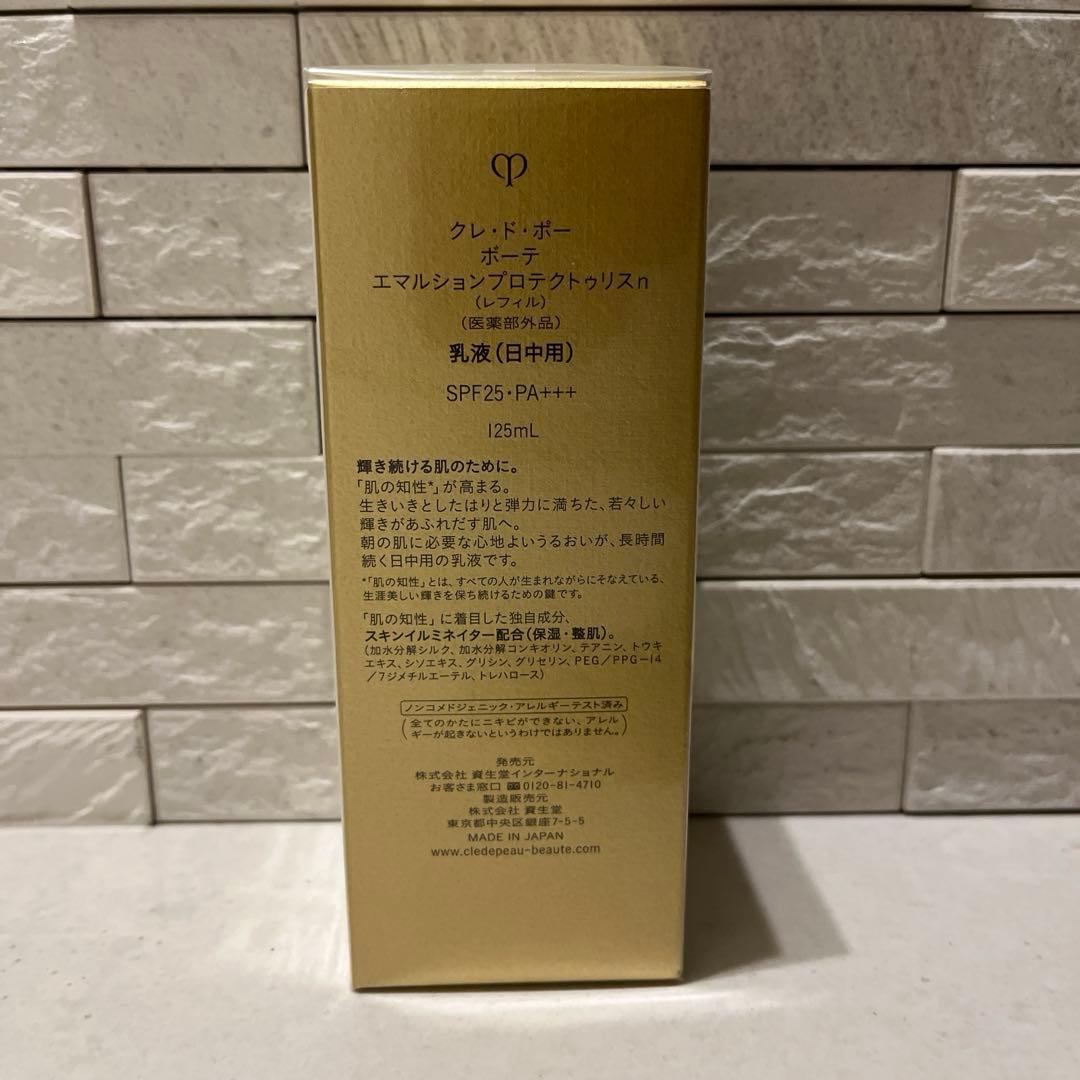 クレ・ド・ポー
ボーテ
エマルションプロテクトゥリスn
(レフィル)
(医薬部外品)
乳液(日中用)
SPF25・PA+++
125mL
輝き続ける肌のために。
「肌の知性*」が高まる。
生きいきとしたはりと弾力に満ちた、若々しい
輝きがあふれだす肌へ。
朝の肌に必要な心地よいうるおいが、長時間
続く日中用の乳液です。
*「肌の知性」とは、すべての人が生まれながらにそなえている、
生涯美しい輝きを保ち続けるための鍵です。
「肌の知性」に着目した独自成分、
スキンイルミネイター配合(保湿・整肌)。
(加水分解シルク、加水分解コンキオリン、テアニン、トウキ
エキス、シソエキス、グリシン、グリセリン、PEG/PPG-14
/7ジメチルエーテル、トレハロース)
ノンコメドジェニック・アレルギーテスト済み
(全てのかたにニキビができない、アレル
ギーが起きないというわけではありません。)
発売元
株式会社 資生堂インターナショナル
お客さま窓口 0120-81-4710
製造販売元
株式会社 資生堂
東京都中央区銀座7-5-5
MADE IN JAPAN
www.cledepeau-beaute.com